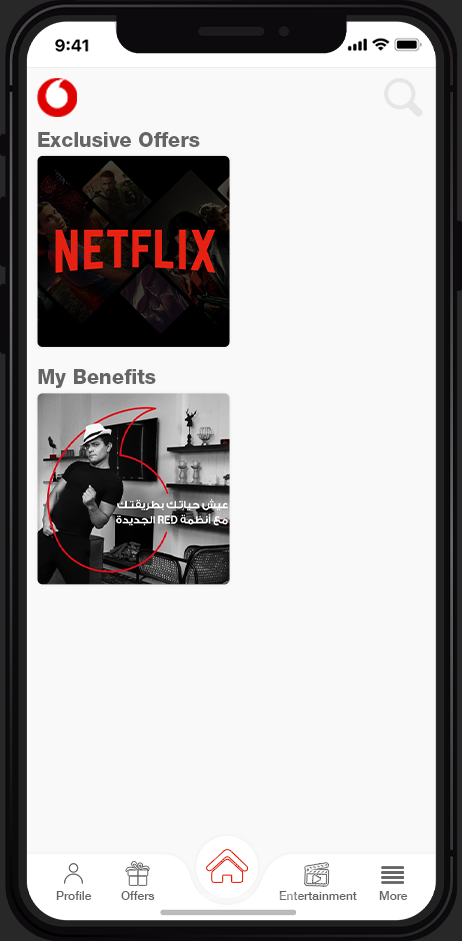 9:41
Exclusive Offers
NETFLIX
My Benefits
عيش حياتك بطريقتك
مع أنظمة RED الجديدة
Profile
Offers
Entertainment
More